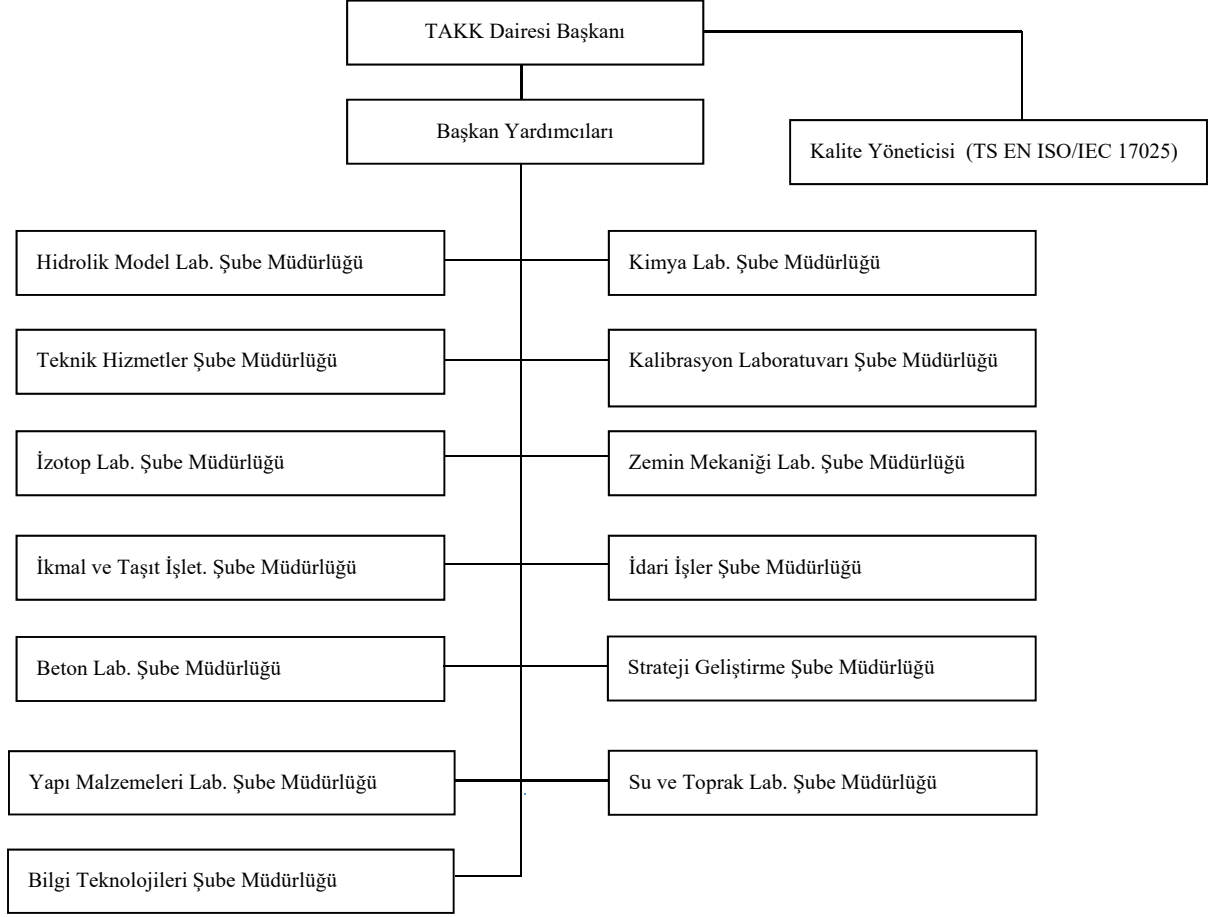 TAKK Dairesi Başkanı
Başkan Yardımcıları
Kalite Yöneticisi (TS EN ISO/IEC 17025)
Hidrolik Model Lab. Şube Müdürlüğü
Kimya Lab. Şube Müdürlüğü
Teknik Hizmetler Şube Müdürlüğü
Kalibrasyon Laboratuvarı Şube Müdürlüğü
İzotop Lab. Şube Müdürlüğü
Zemin Mekaniği Lab. Şube Müdürlüğü
İkmal ve Taşıt İşlet. Şube Müdürlüğü
İdari İşler Şube Müdürlüğü
Beton Lab. Şube Müdürlüğü
Strateji Geliştirme Şube Müdürlüğü
Yapı Malzemeleri Lab. Şube Müdürlüğü
Su ve Toprak Lab. Şube Müdürlüğü
Bilgi Teknolojileri Şube Müdürlüğü